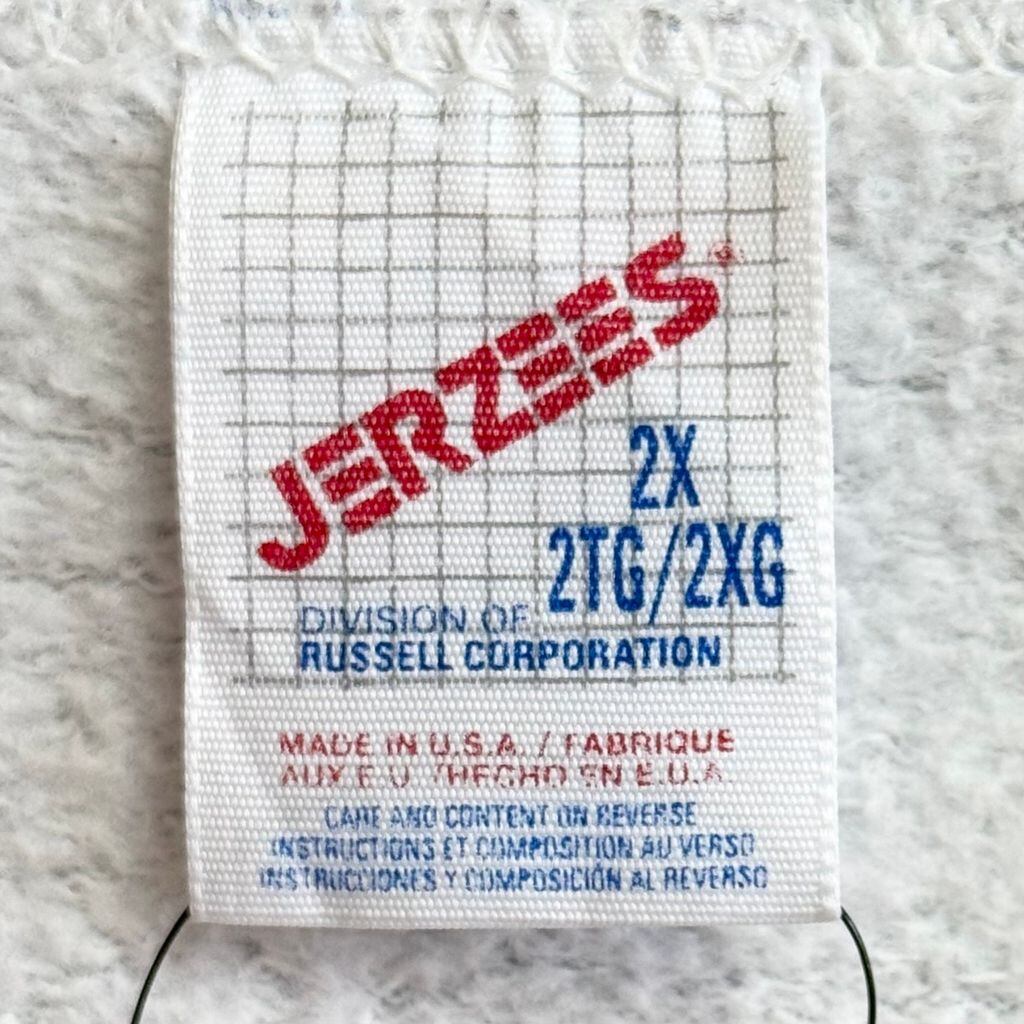 JERZEES®
2X
2TG/2XG
DIVISION OF
RUSSELL CORPORATION
MADE IN U.S.A. / FABRIQUE
AUX E.U. /HECHO EN E.U.A.
CARE AND CONTENT ON REVERSE
INSTRUCTIONS ET COMPOSITION AU VERSO
INSTRUCCIONES Y COMPOSICIÓN AL REVERSO